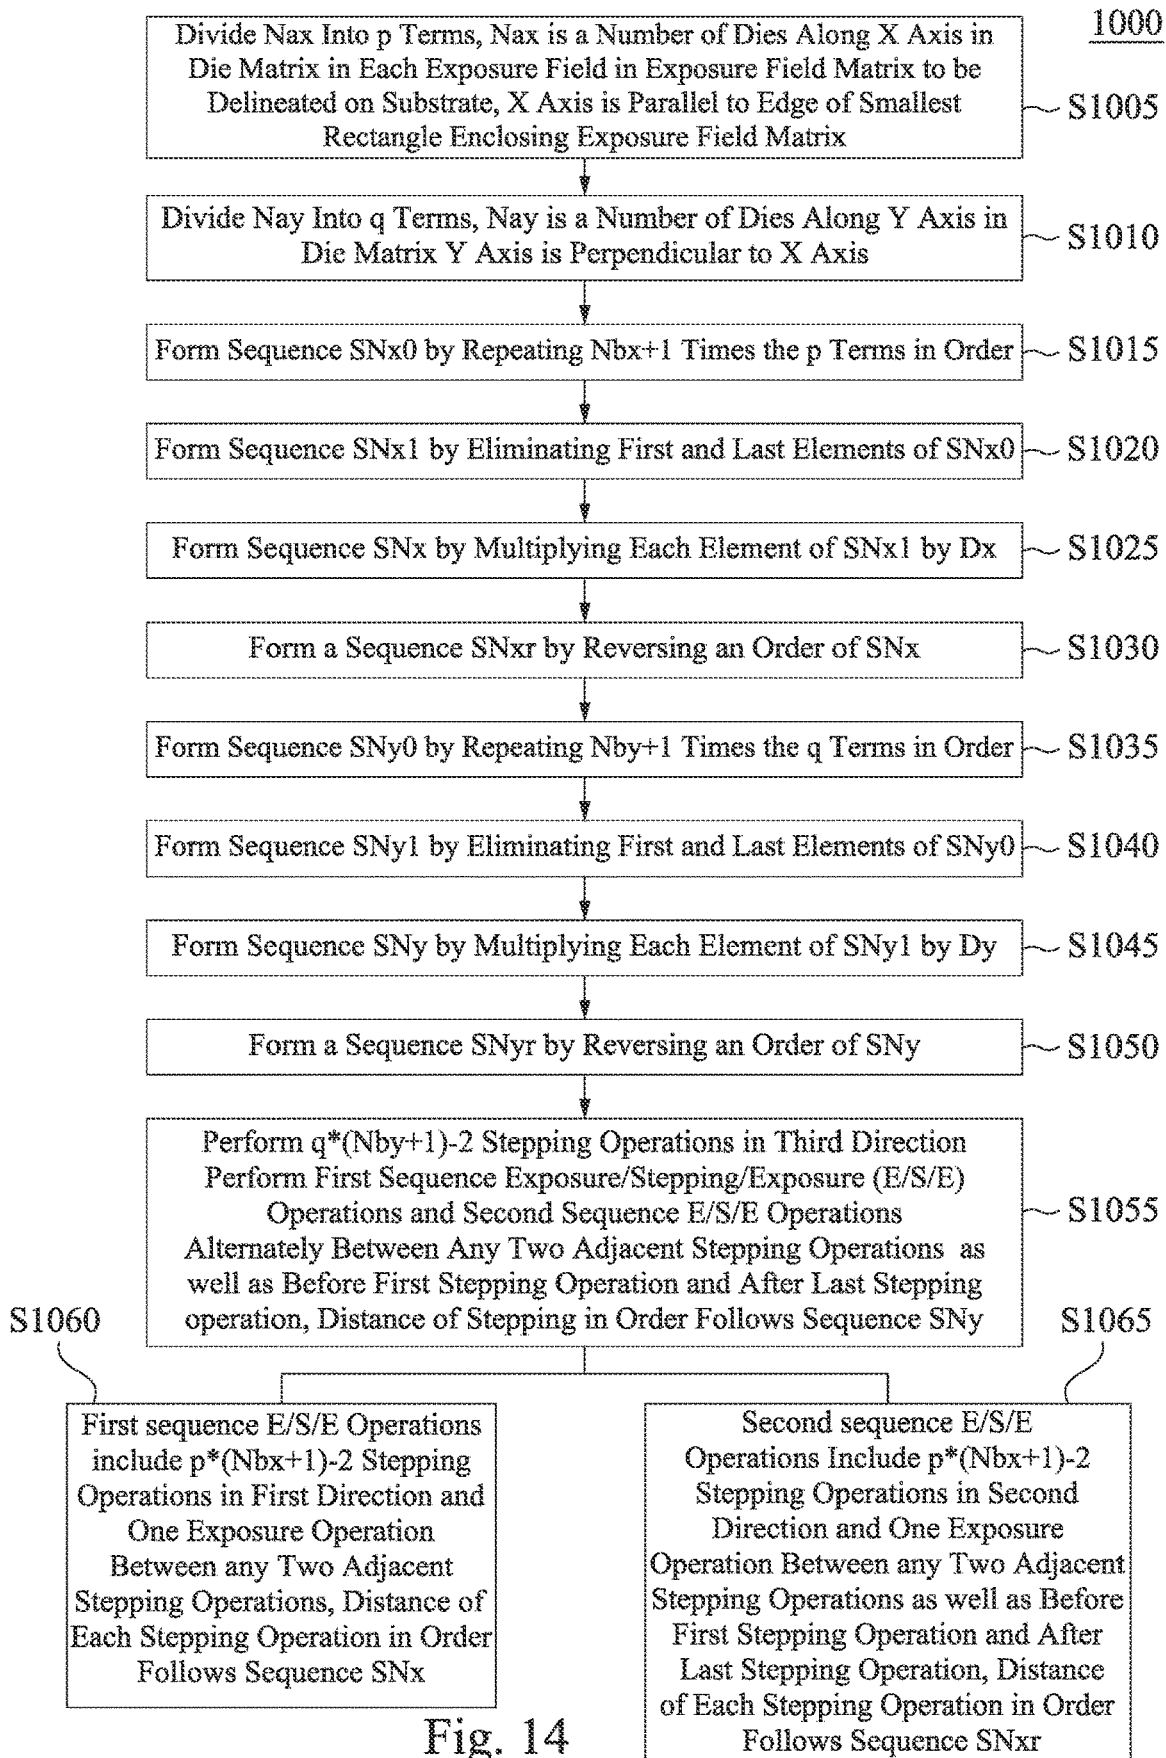 1000
Divide Nax Into p Terms, Nax is a Number of Dies Along X Axis in
Die Matrix in Each Exposure Field in Exposure Field Matrix to be
Delineated on Substrate, X Axis is Parallel to Edge of Smallest
Rectangle Enclosing Exposure Field Matrix
S1005
Divide Nay Into q Terms, Nay is a Number of Dies Along Y Axis in
Die Matrix Y Axis is Perpendicular to X Axis
S1010
Form Sequence SNx0 by Repeating Nbx+1 Times the p Terms in Order
S1015
Form Sequence SNx1 by Eliminating First and Last Elements of SNx0
S1020
Form Sequence SNx by Multiplying Each Element of SNx1 by Dx
S1025
Form a Sequence SNxr by Reversing an Order of SNx
S1030
Form Sequence SNy0 by Repeating Nby+1 Times the q Terms in Order
S1035
Form Sequence SNy1 by Eliminating First and Last Elements of SNy0
S1040
Form Sequence SNy by Multiplying Each Element of SNy1 by Dy
S1045
Form a Sequence SNyr by Reversing an Order of SNy
S1050
Perform q*(Nby+1)-2 Stepping Operations in Third Direction
Perform First Sequence Exposure/Stepping/Exposure (E/S/E)
Operations and Second Sequence E/S/E Operations
Alternately Between Any Two Adjacent Stepping Operations as
well as Before First Stepping Operation and After Last Stepping
operation, Distance of Stepping in Order Follows Sequence SNy
S1055
S1060
First sequence E/S/E Operations
include p*(Nbx+1)-2 Stepping
Operations in First Direction and
One Exposure Operation
Between any Two Adjacent
Stepping Operations, Distance of
Each Stepping Operation in Order
Follows Sequence SNx
S1065
Second sequence E/S/E
Operations Include p*(Nbx+1)-2
Stepping Operations in Second
Direction and One Exposure
Operation Between any Two Adjacent
Stepping Operations as well as Before
First Stepping Operation and After
Last Stepping Operation, Distance
of Each Stepping Operation in Order
Follows Sequence SNxr
Fig. 14